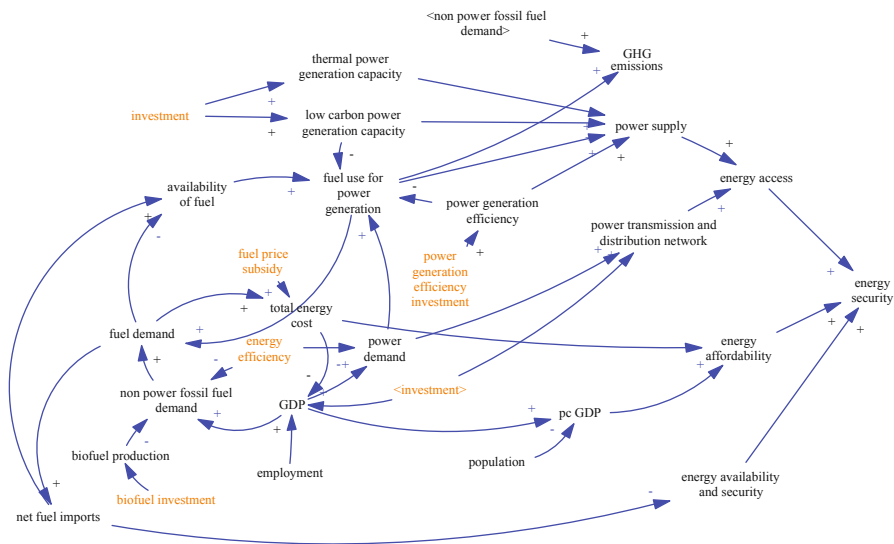 <non power fossil fuel
demand>
+
GHG
emissions
+
thermal power
generation capacity
+
investment
+
low carbon power
generation capacity
-
+
+
+
+
power supply
+
availability
of fuel
+
fuel use for
power
generation
-
power generation
efficiency
energy access
+
+
-
+
power transmission and
distribution network
+
+
fuel price
subsidy
+
power
generation
efficiency
investment
+
energy
security
+
+
+
total energy
cost
fuel demand
+
+
energy
efficiency
power
demand
energy
affordability
+
-
-
-+
<investment>
+
non power fossil fuel
demand
+
GDP
+
+
pc GDP
-
biofuel production
-
+
employment
population
+
biofuel investment
energy availability
and security
-
net fuel imports